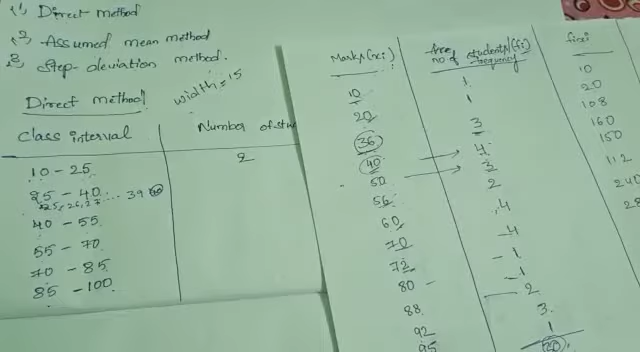 (1) Direct method
(2) Assumed mean method
(3) Step-deviation method.
Direct method
width = 15
Class interval Number of stu
10 - 25 2
25 - 40 ... 39
25, 26, 27
40 - 55
55 - 70
70 - 85
85 - 100
Marks (xi) no. of students (fi) fixi
frequency
10 1 10
20 1 20
36 3 108
40 4 160
50 3 150
56 2 112
60 4 240
70 4 28
72 1
80 1
88 2
92 3
95 1
30